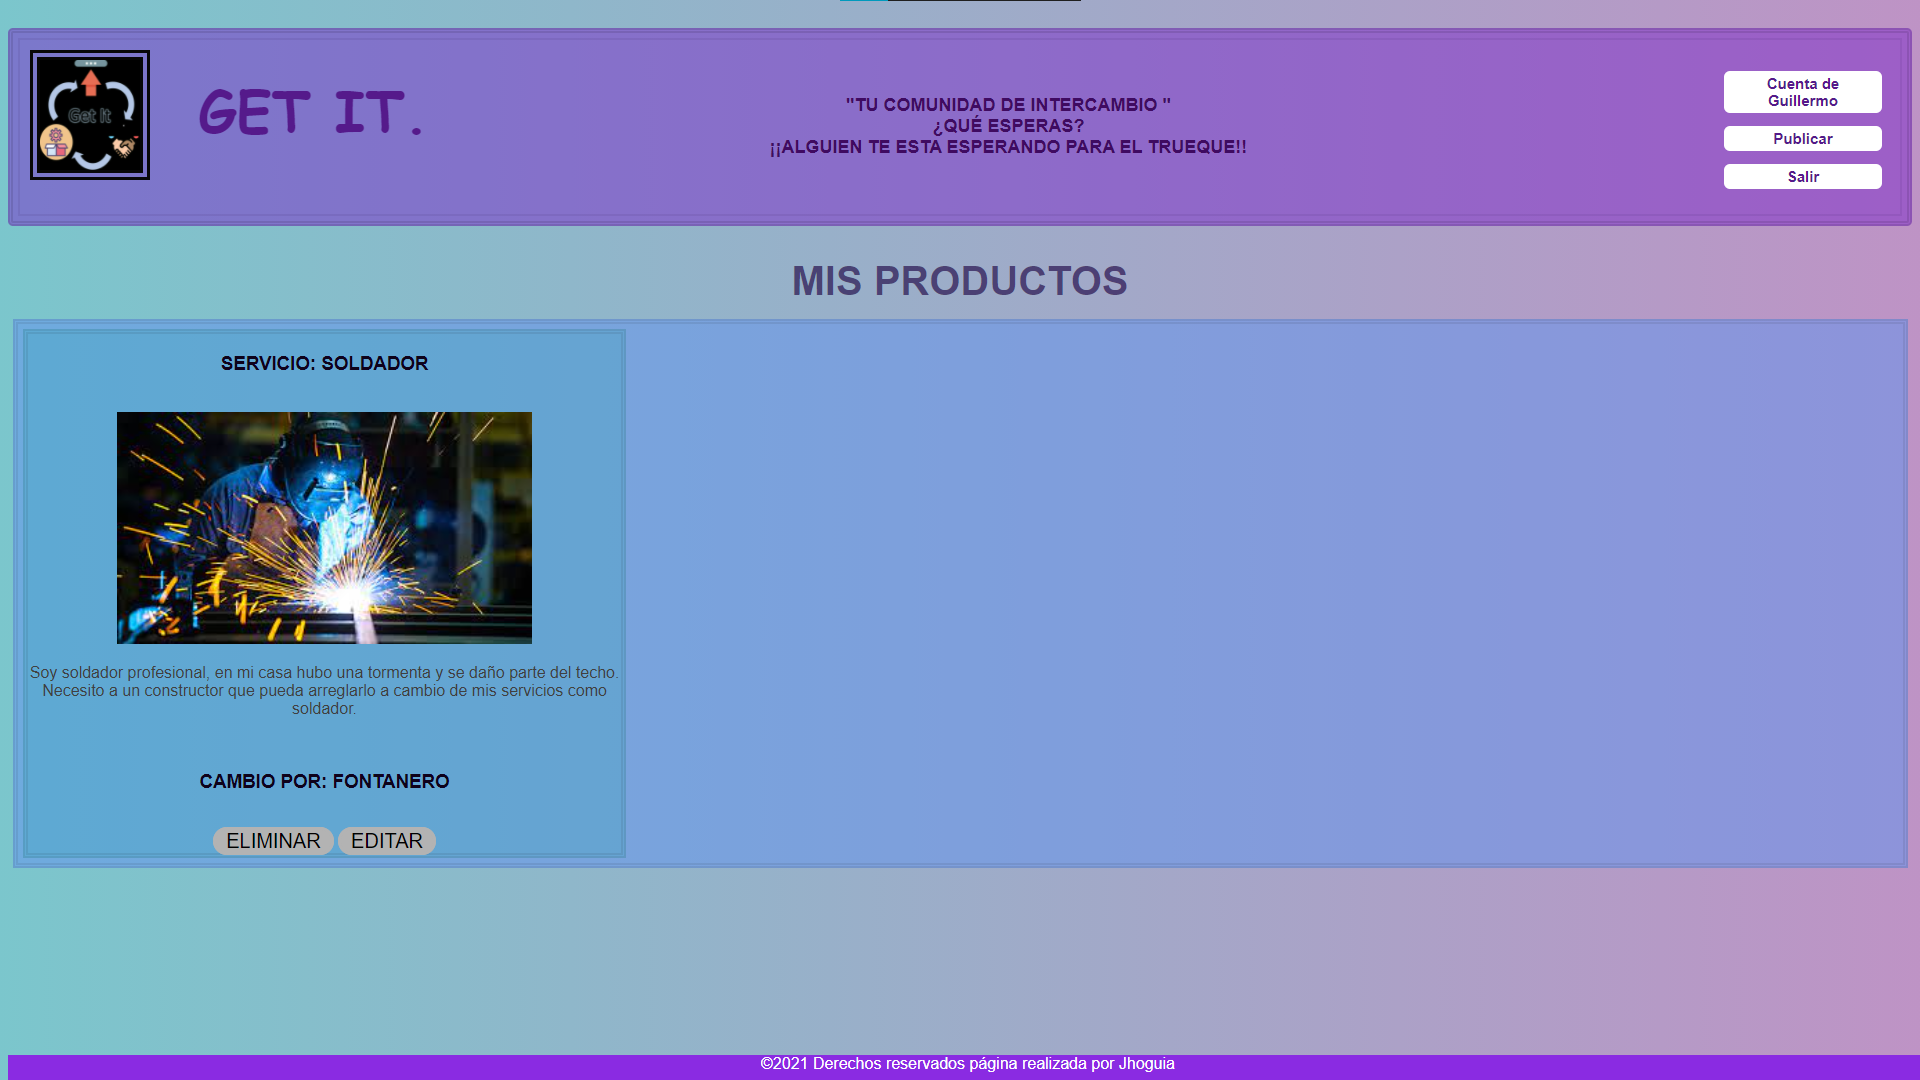 Get It
GET IT.
"TU COMUNIDAD DE INTERCAMBIO "
¿QUÉ ESPERAS?
¡¡ALGUIEN TE ESTA ESPERANDO PARA EL TRUEQUE!!
Cuenta de
Guillermo
Publicar
Salir
MIS PRODUCTOS
SERVICIO: SOLDADOR
Soy soldador profesional, en mi casa hubo una tormenta y se daño parte del techo.
Necesito a un constructor que pueda arreglarlo a cambio de mis servicios como
soldador.
CAMBIO POR: FONTANERO
ELIMINAR EDITAR
©2021 Derechos reservados página realizada por Jhoguia